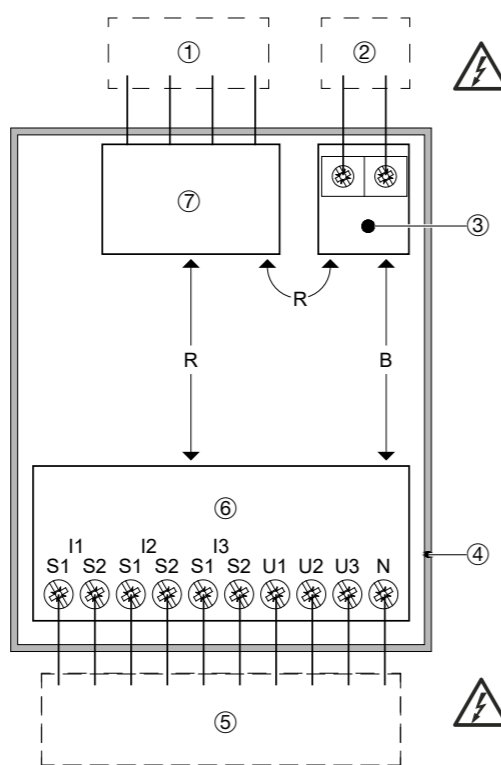 ① ②
⑦
③
R
R B
⑥
I1 I2 I3
S1 S2 S1 S2 S1 S2 U1 U2 U3 N
④
⑤